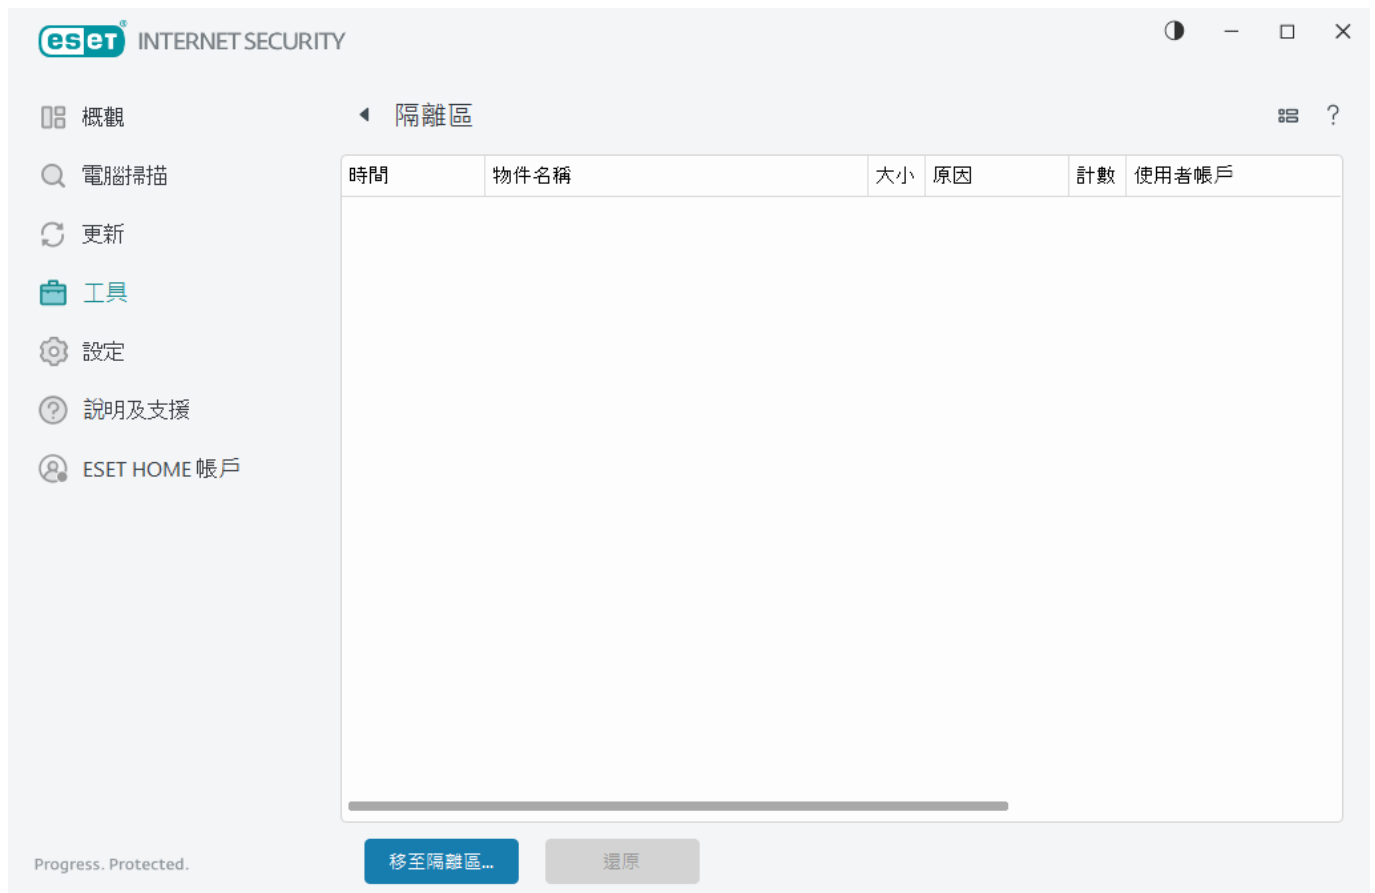 eseT® INTERNET SECURITY
概觀
電腦掃描
更新
工具
設定
說明及支援
ESET HOME 帳戶
Progress. Protected.
隔離區
?
時間 物件名稱 大小 原因 計數 使用者帳戶
移至隔離區... 還原